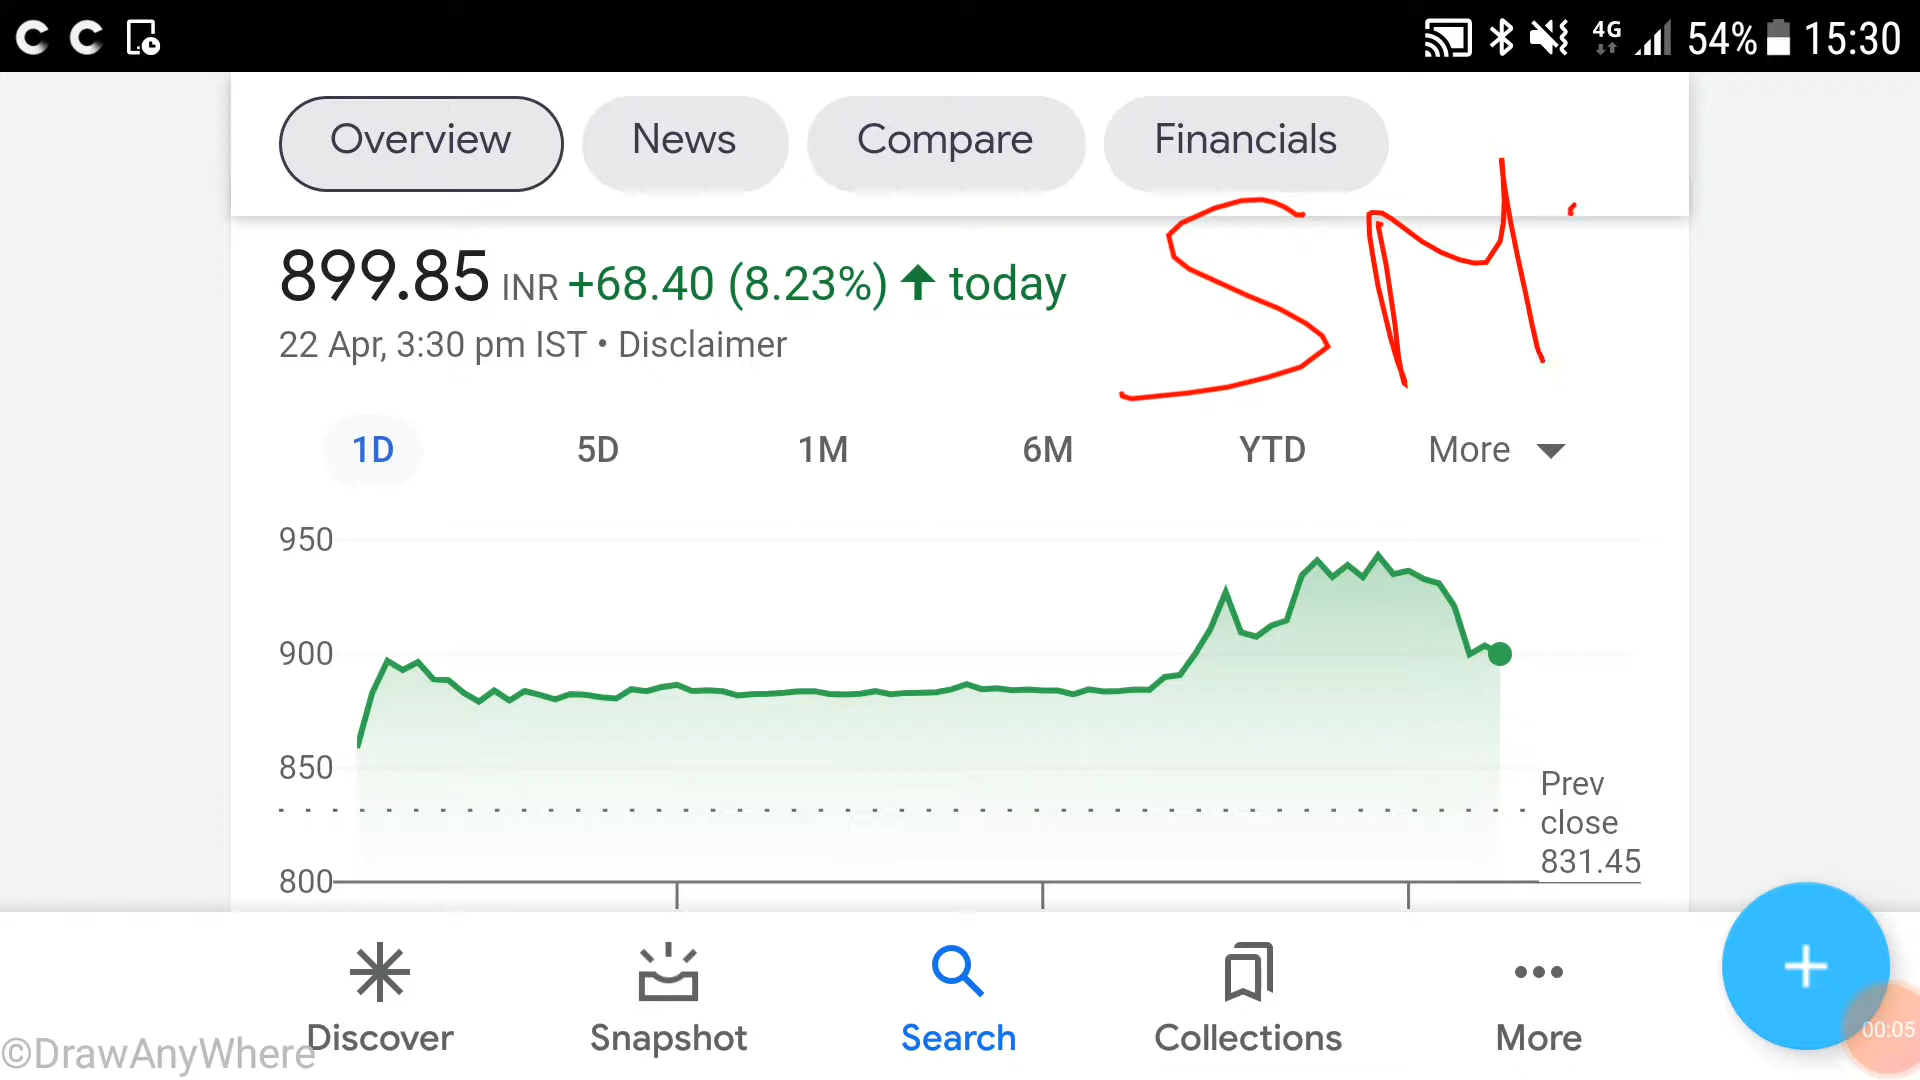 4G 54% 15:30
Overview News Compare Financials
SM
899.85 INR +68.40 (8.23%) ↑ today
22 Apr, 3:30 pm IST • Disclaimer
1D 5D 1M 6M YTD More
950
900
850
800
Prev
close
831.45
Discover Snapshot Search Collections More
00:05
©DrawAnyWhere